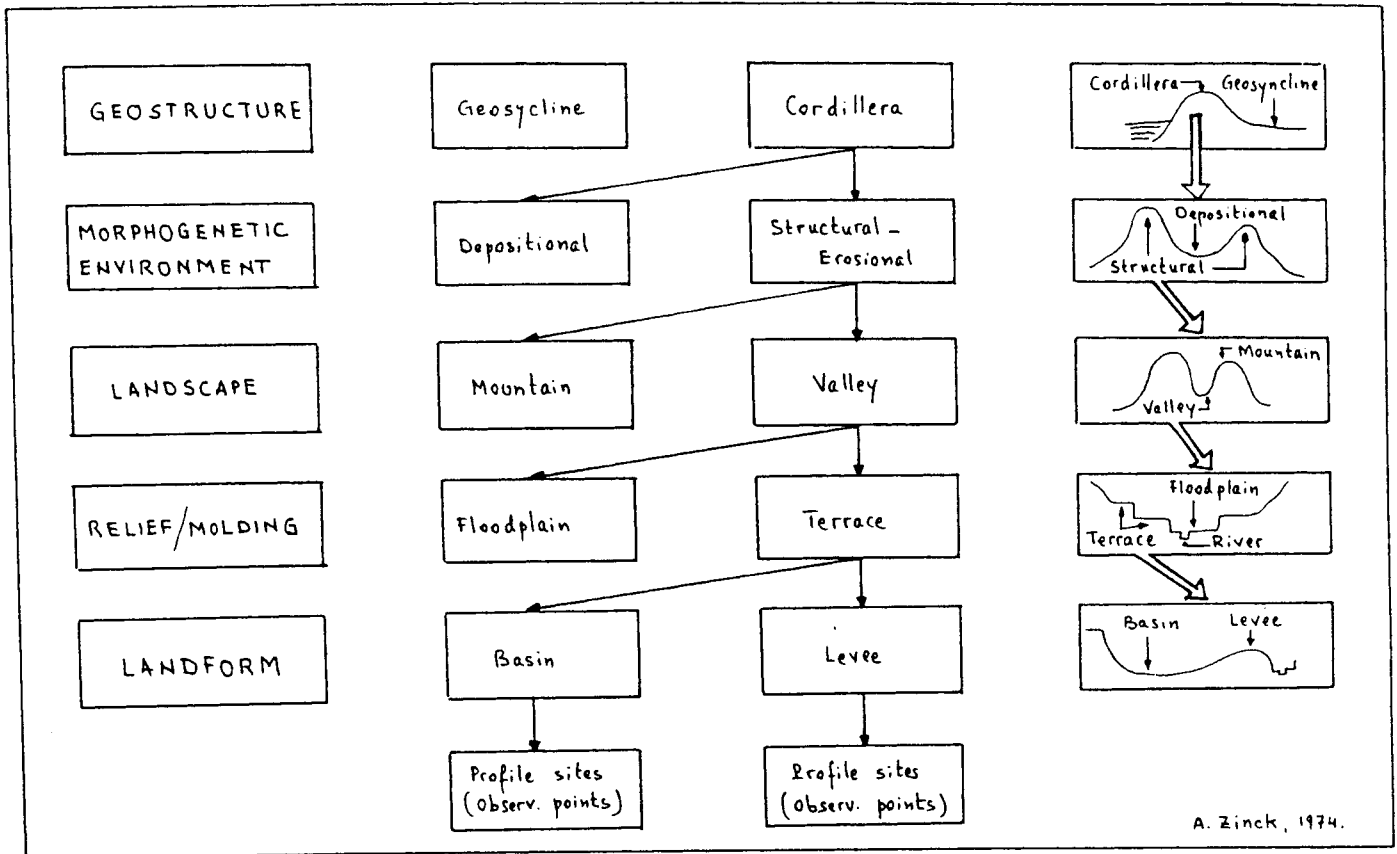 GEOSTRUCTURE
Geosycline
Cordillera
Cordillera
Geosyncline
MORPHOGENETIC
ENVIRONMENT
Depositional
Structural -
Erosional
Depositional
Structural
LANDSCAPE
Mountain
Valley
Mountain
Valley
RELIEF/MOLDING
Floodplain
Terrace
Floodplain
Terrace
River
LANDFORM
Basin
Levee
Basin
Levee
Profile sites
(Observ. points)
Profile sites
(Observ. points)
A. Zinck, 1974.